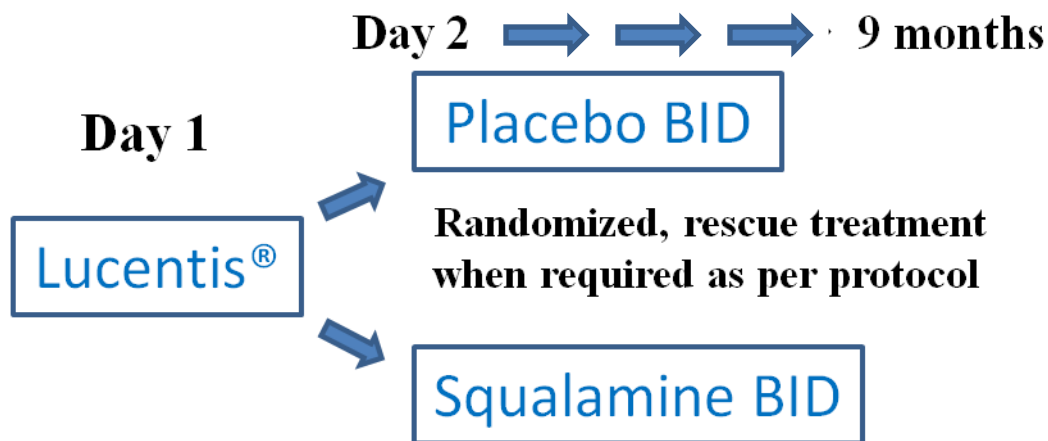 Day 2 9 months
Placebo BID
Day 1
Randomized, rescue treatment
when required as per protocol
Lucentis®
Squalamine BID